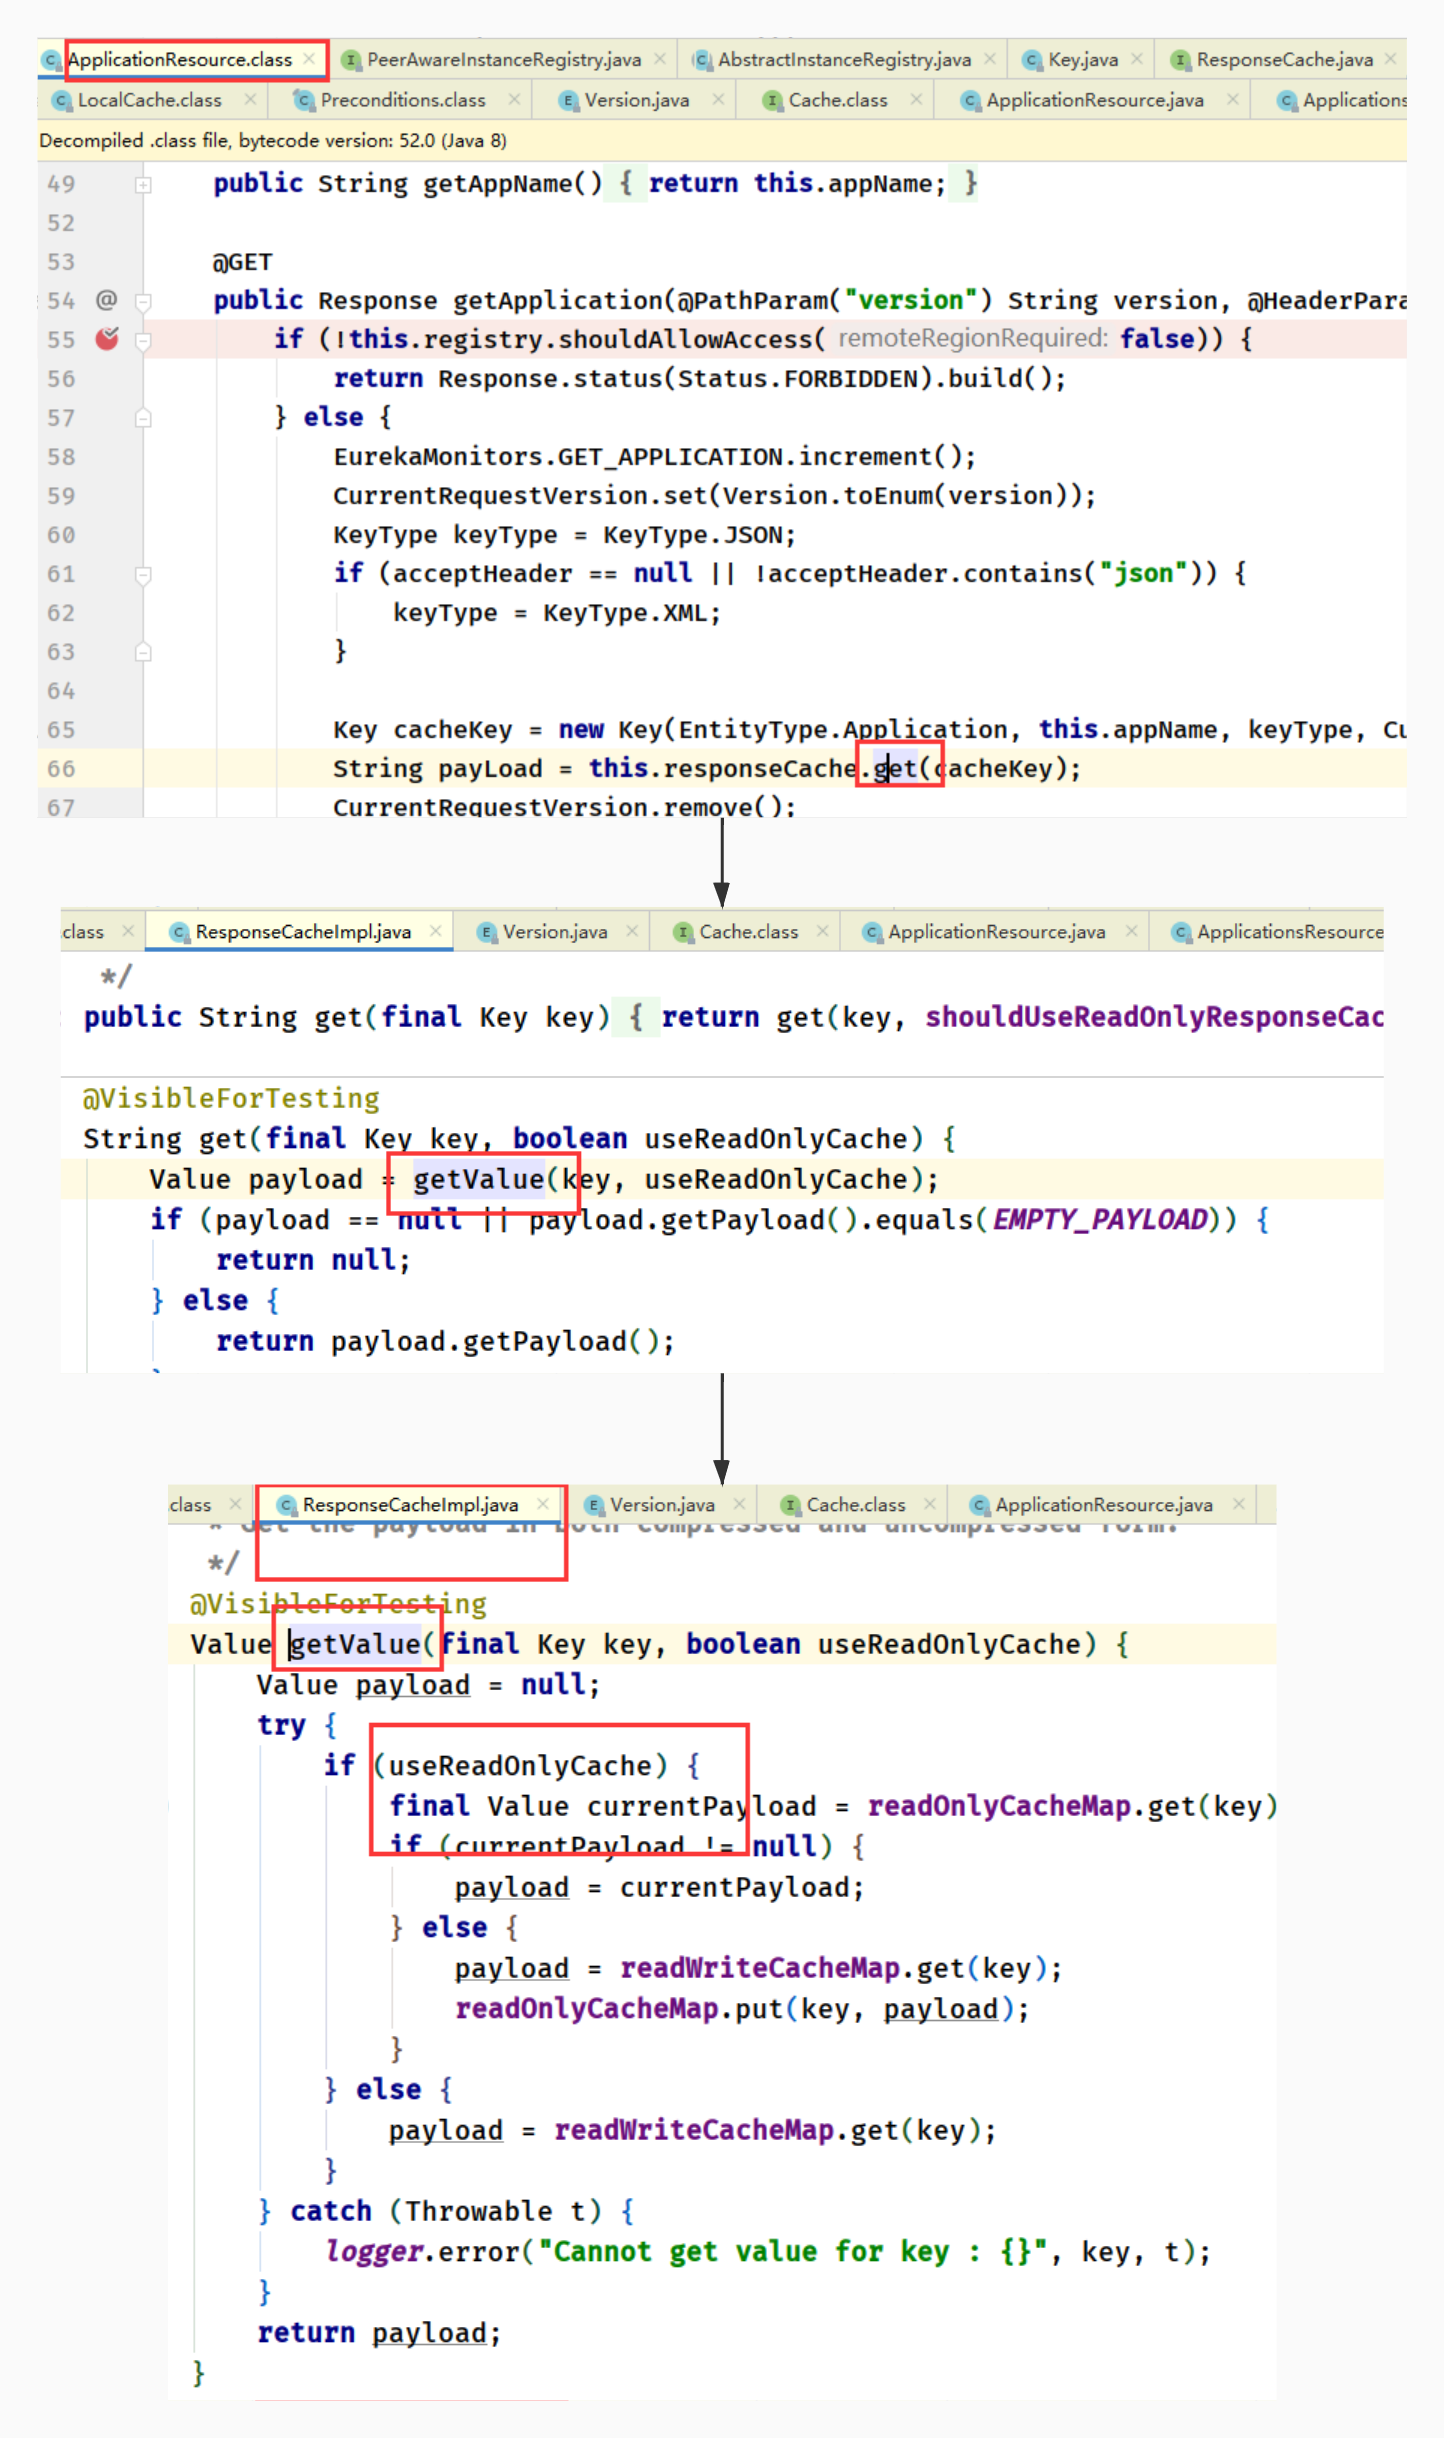 ApplicationResource.class PeerAwareInstanceRegistry.java AbstractInstanceRegistry.java Key.java ResponseCache.java
LocalCache.class Preconditions.class Version.java Cache.class ApplicationResource.java Applications
Decompiled .class file, bytecode version: 52.0 (Java 8)
49 public String getAppName() { return this.appName; }
52
53 @GET
54 @ public Response getApplication(@PathParam("version") String version, @HeaderPara
55 if (!this.registry.shouldAllowAccess( remoteRegionRequired: false)) {
56 return Response.status(Status.FORBIDDEN).build();
57 } else {
58 EurekaMonitors.GET_APPLICATION.increment();
59 CurrentRequestVersion.set(Version.toEnum(version));
60 KeyType keyType = KeyType.JSON;
61 if (acceptHeader == null || !acceptHeader.contains("json")) {
62 keyType = KeyType.XML;
63 }
64
65 Key cacheKey = new Key(EntityType.Application, this.appName, keyType, Cu
66 String payLoad = this.responseCache.get(cacheKey);
67 CurrentRequestVersion.remove();
.class ResponseCacheImpl.java Version.java Cache.class ApplicationResource.java ApplicationsResource
*/
public String get(final Key key) { return get(key, shouldUseReadOnlyResponseCac
@VisibleForTesting
String get(final Key key, boolean useReadOnlyCache) {
Value payload = getValue(key, useReadOnlyCache);
if (payload == null || payload.getPayload().equals(EMPTY_PAYLOAD)) {
return null;
} else {
return payload.getPayload();
.class ResponseCacheImpl.java Version.java Cache.class ApplicationResource.java
* Get the payload in both compressed and uncompressed form.
*/
@VisibleForTesting
Value getValue(final Key key, boolean useReadOnlyCache) {
Value payload = null;
try {
if (useReadOnlyCache) {
final Value currentPayload = readOnlyCacheMap.get(key)
if (currentPayload != null) {
payload = currentPayload;
} else {
payload = readWriteCacheMap.get(key);
readOnlyCacheMap.put(key, payload);
}
} else {
payload = readWriteCacheMap.get(key);
}
} catch (Throwable t) {
logger.error("Cannot get value for key : {}", key, t);
}
return payload;
}